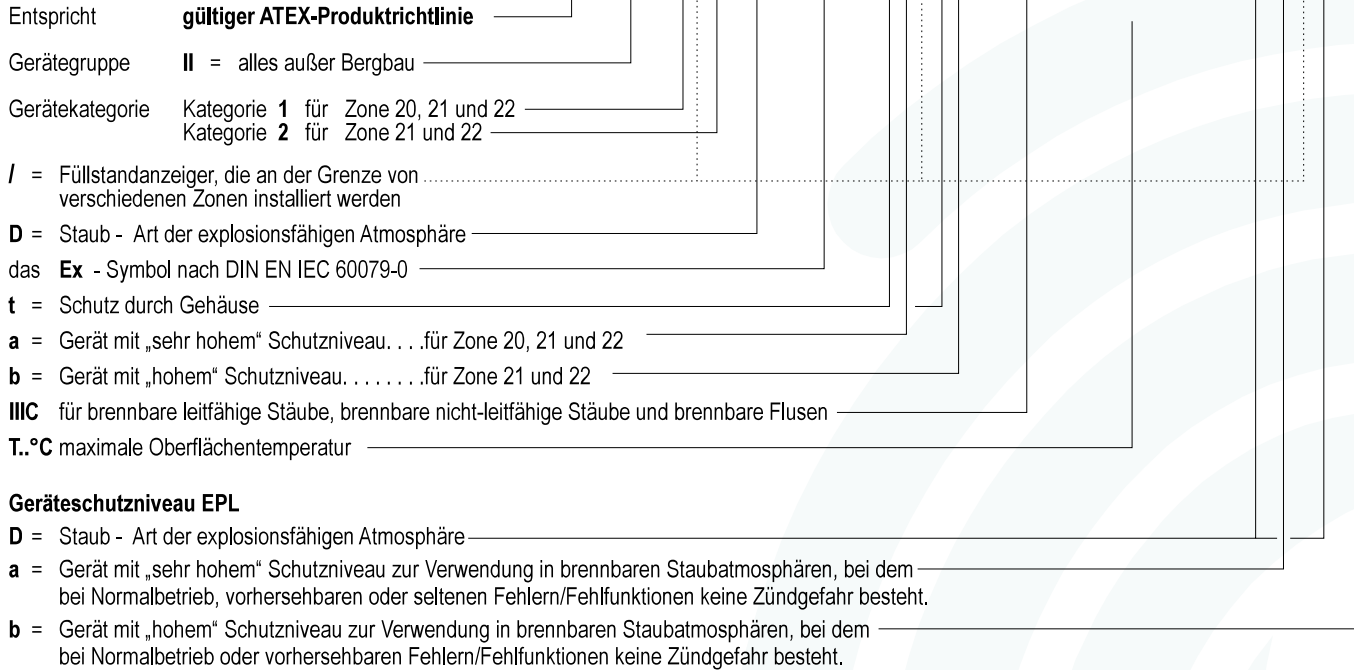 Entspricht gültiger ATEX-Produktrichtlinie
Gerätegruppe II = alles außer Bergbau
Gerätekategorie Kategorie 1 für Zone 20, 21 und 22
Kategorie 2 für Zone 21 und 22
/ = Füllstandanzeiger, die an der Grenze von
verschiedenen Zonen installiert werden
D = Staub - Art der explosionsfähigen Atmosphäre
das Ex - Symbol nach DIN EN IEC 60079-0
t = Schutz durch Gehäuse
a = Gerät mit „sehr hohem“ Schutzniveau. . . .für Zone 20, 21 und 22
b = Gerät mit „hohem“ Schutzniveau. . . . . . . .für Zone 21 und 22
IIIC für brennbare leitfähige Stäube, brennbare nicht-leitfähige Stäube und brennbare Flusen
T..°C maximale Oberflächentemperatur
Geräteschutzniveau EPL
D = Staub - Art der explosionsfähigen Atmosphäre
a = Gerät mit „sehr hohem“ Schutzniveau zur Verwendung in brennbaren Staubatmosphären, bei dem
bei Normalbetrieb, vorhersehbaren oder seltenen Fehlern/Fehlfunktionen keine Zündgefahr besteht.
b = Gerät mit „hohem“ Schutzniveau zur Verwendung in brennbaren Staubatmosphären, bei dem
bei Normalbetrieb oder vorhersehbaren Fehlern/Fehlfunktionen keine Zündgefahr besteht.